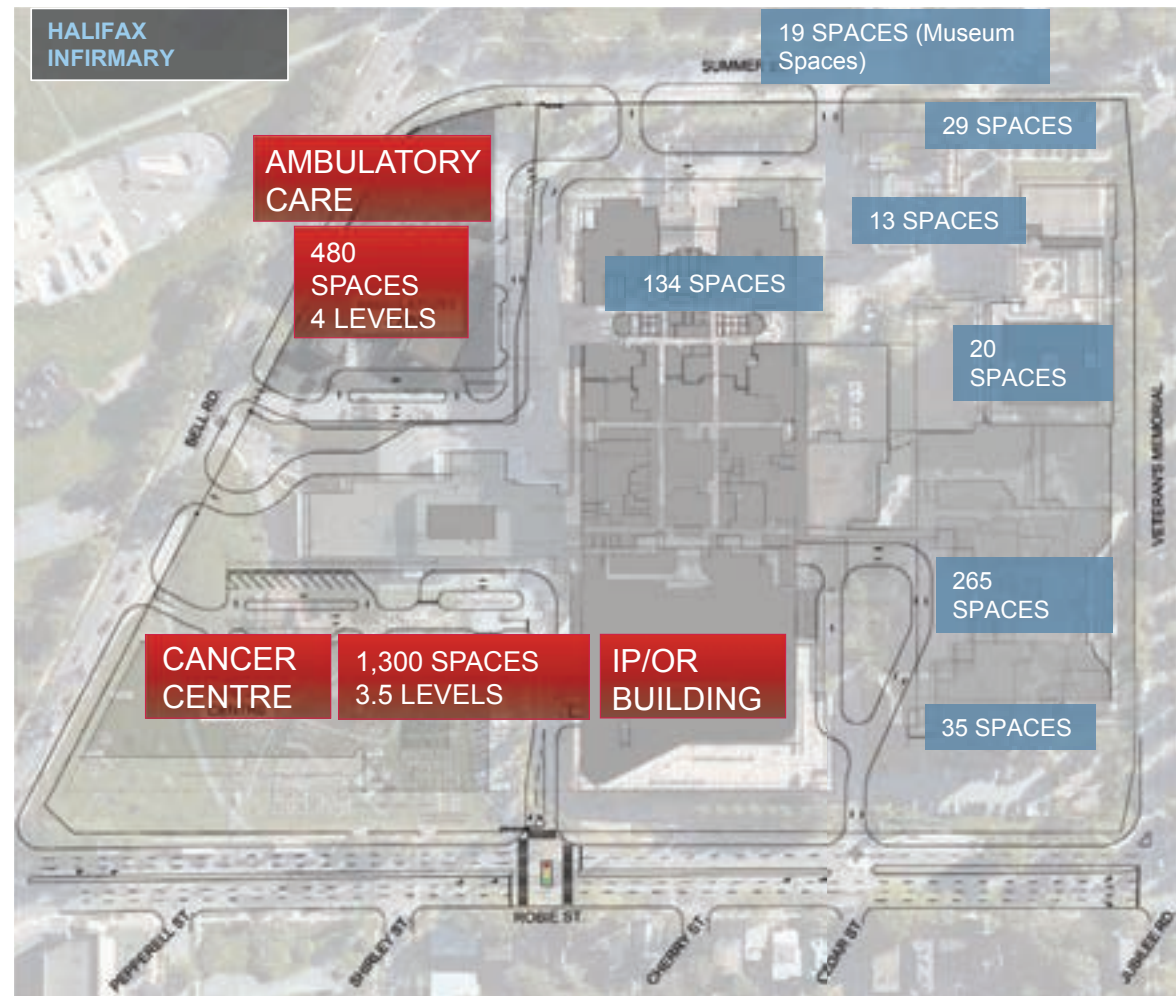 HALIFAX
INFIRMARY
19 SPACES (Museum
Spaces)
SUMMER
29 SPACES
AMBULATORY
CARE
13 SPACES
480
SPACES
4 LEVELS
134 SPACES
20
SPACES
BELL RD.
VETERAN'S MEMORIAL
265
SPACES
CANCER
CENTRE
1,300 SPACES
3.5 LEVELS
IP/OR
BUILDING
35 SPACES
ROBIE ST.
PEPPERELL ST.
SHIRLEY ST.
CHERRY ST.
JUBILEE RD.